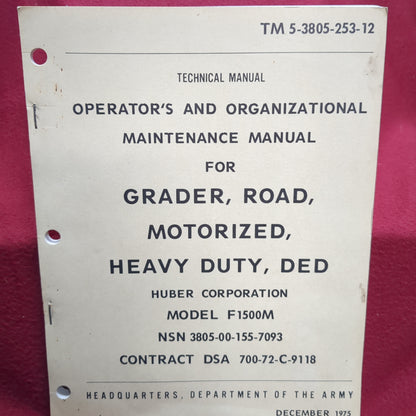 TM 5-3805-253-12
TECHNICAL MANUAL
OPERATOR'S AND ORGANIZATIONAL
MAINTENANCE MANUAL
FOR
GRADER, ROAD,
MOTORIZED,
HEAVY DUTY, DED
HUBER CORPORATION
MODEL F1500M
NSN 3805-00-155-7093
CONTRACT DSA 700-72-C-9118
HEADQUARTERS, DEPARTMENT OF THE ARMY
DECEMBER 1975